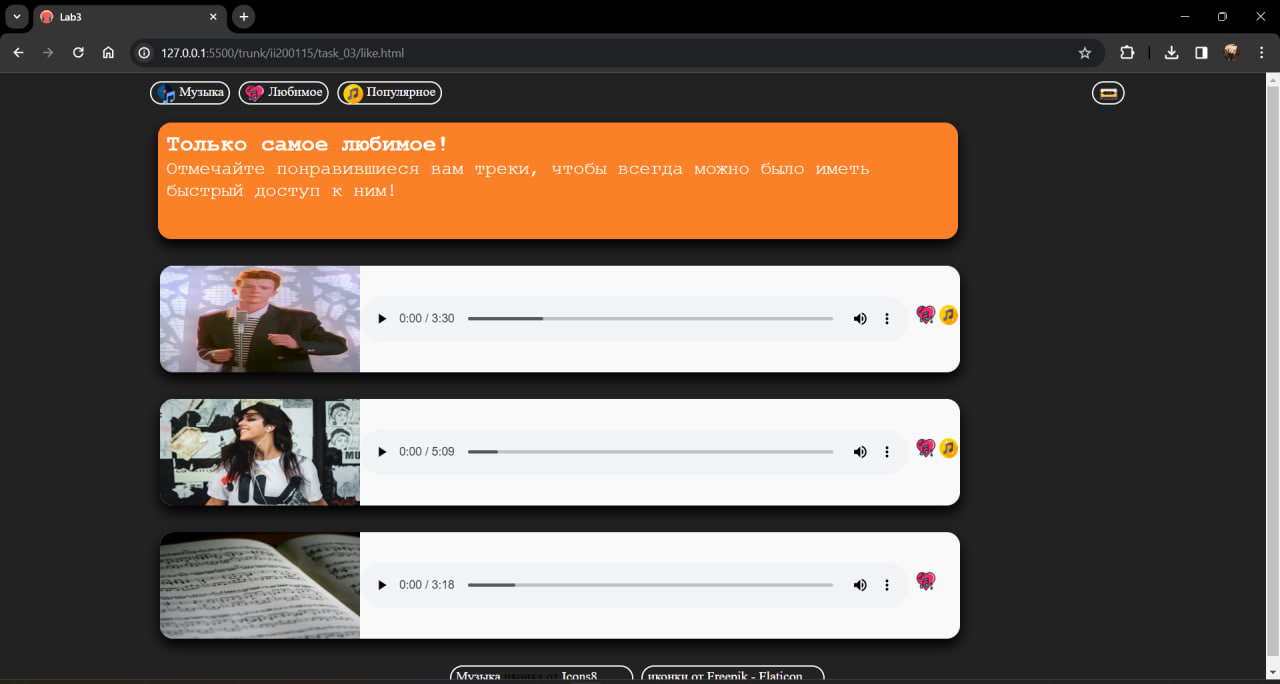 Lab3
127.0.0.1:5500/trunk/ii200115/task_03/like.html
Музыка Любимое Популярное
Только самое любимое!
Отмечайте понравившиеся вам треки, чтобы всегда можно было иметь
быстрый доступ к ним!
0:00 / 3:30
0:00 / 5:09
MU
0:00 / 3:18
Музыка иконка от Icons8 иконки от Freepik - Flaticon